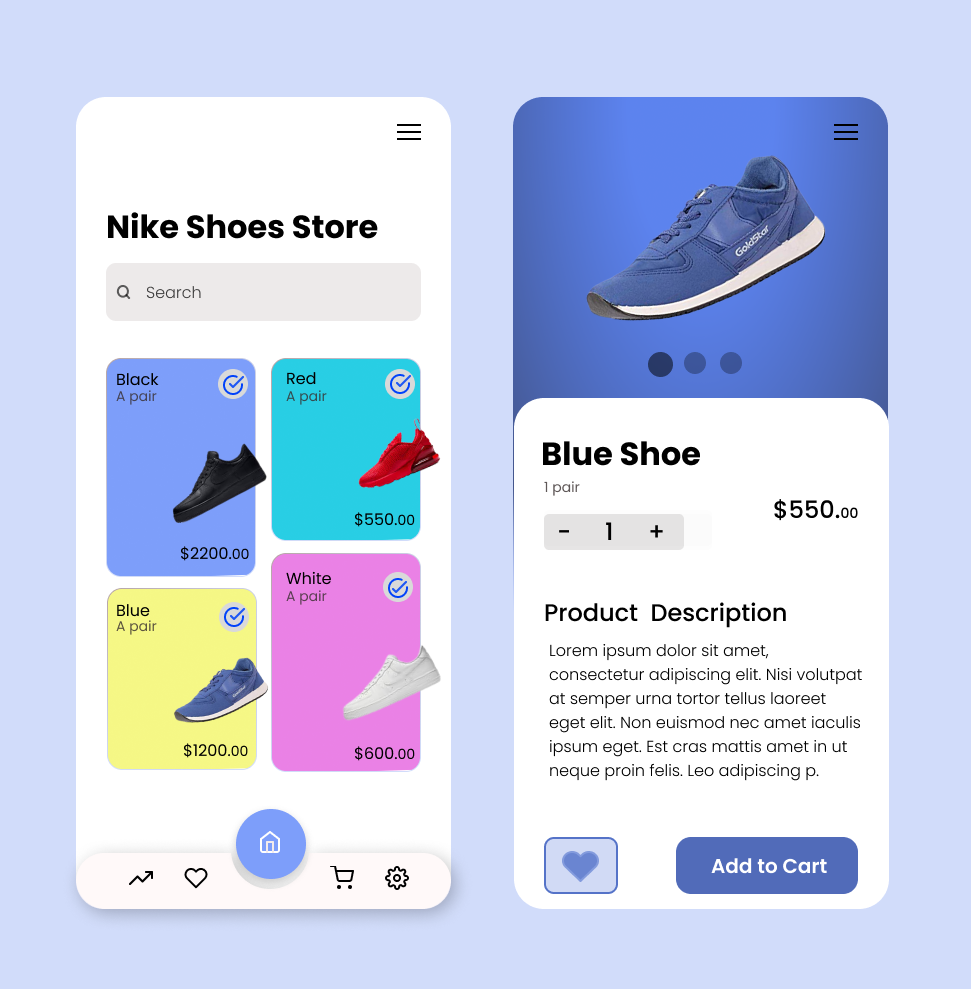 Nike Shoes Store
Search
Black
A pair
$2200.00
Red
A pair
$550.00
Blue
A pair
GoldStar
$1200.00
White
A pair
$600.00
GoldStar
Blue Shoe
1 pair
$550.00
- 1 +
Product Description
Lorem ipsum dolor sit amet,
consectetur adipiscing elit. Nisi volutpat
at semper urna tortor tellus laoreet
eget elit. Non euismod nec amet iaculis
ipsum eget. Est cras mattis amet in ut
neque proin felis. Leo adipiscing p.
Add to Cart